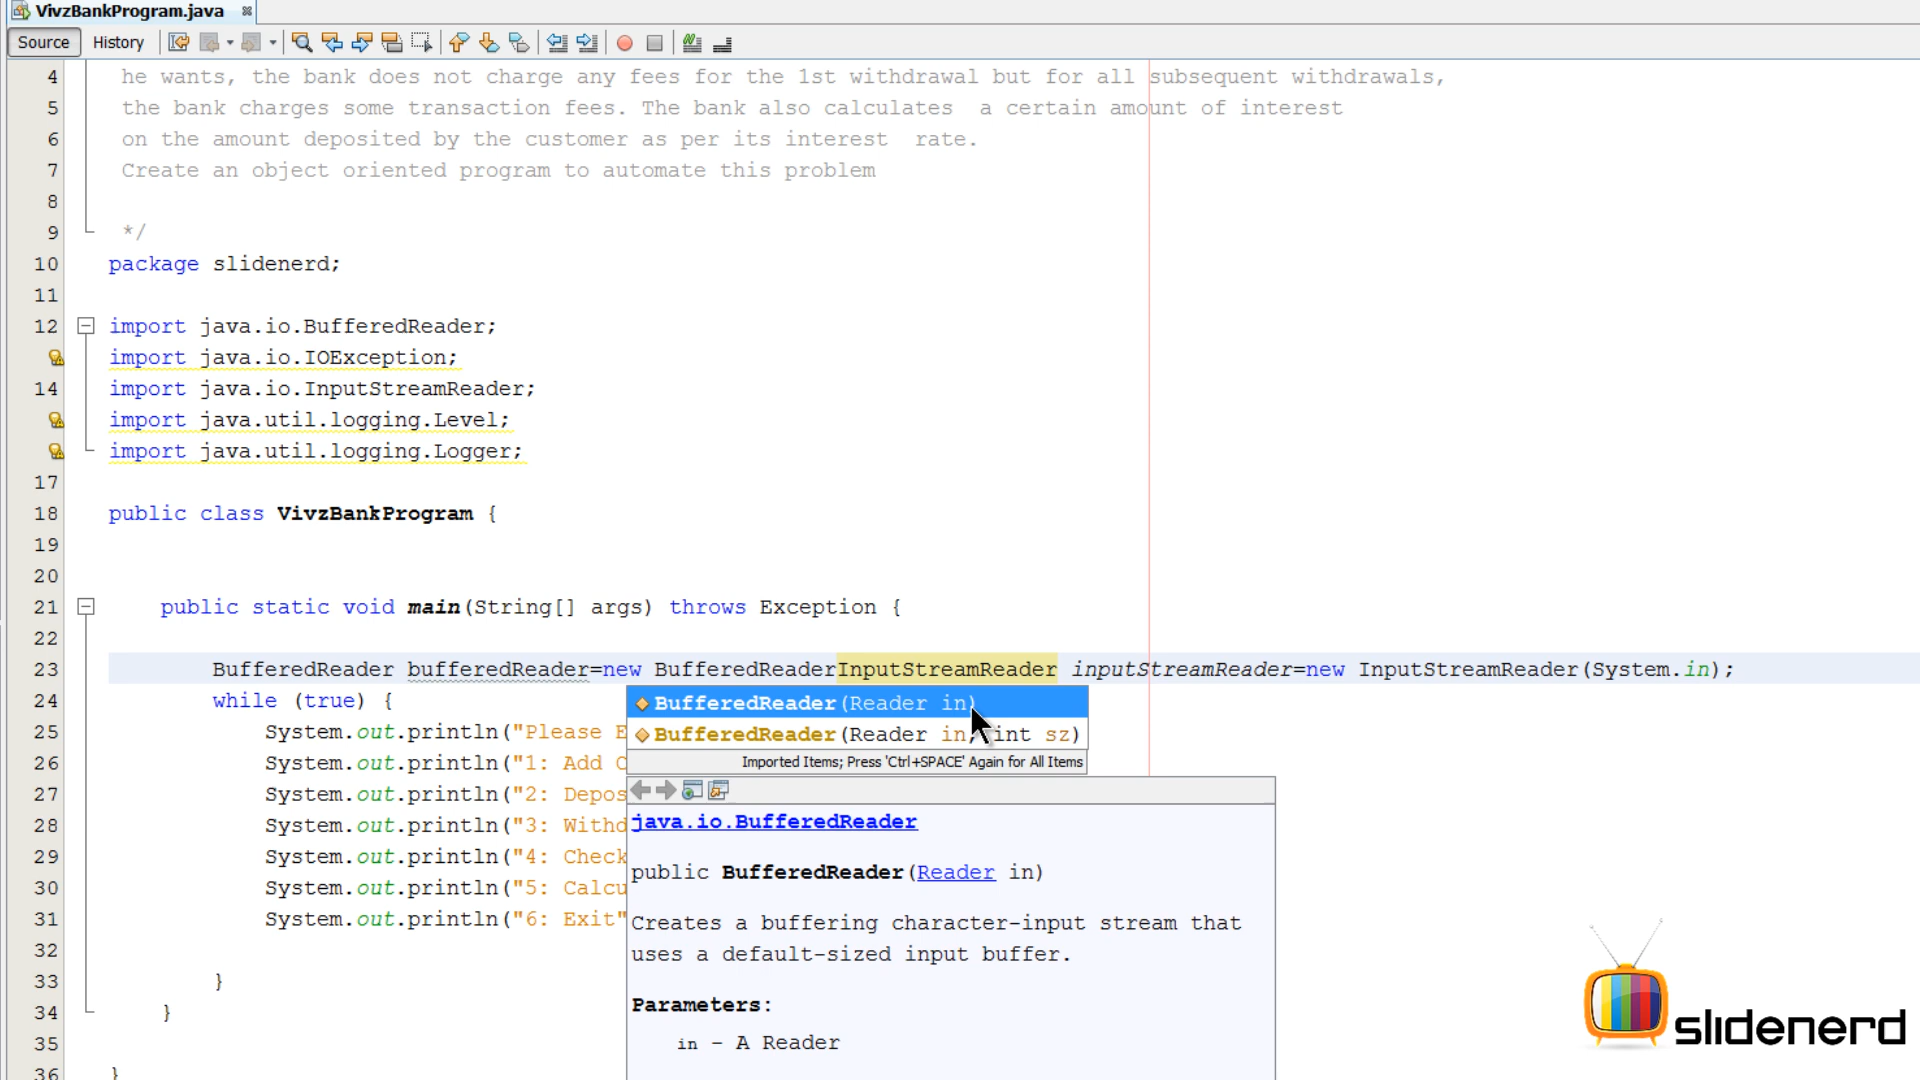 VivzBankProgram.java
Source History
4 he wants, the bank does not charge any fees for the 1st withdrawal but for all subsequent withdrawals,
5 the bank charges some transaction fees. The bank also calculates  a certain amount of interest
6 on the amount deposited by the customer as per its interest  rate.
7 Create an object oriented program to automate this problem
8
9 */
10 package slidenerd;
11
12 import java.io.BufferedReader;
import java.io.IOException;
14 import java.io.InputStreamReader;
import java.util.logging.Level;
import java.util.logging.Logger;
17
18 public class VivzBankProgram {
19
20
21 public static void main(String[] args) throws Exception {
22
23 BufferedReader bufferedReader=new BufferedReaderInputStreamReader inputStreamReader=new InputStreamReader(System.in);
24 while (true) {
BufferedReader(Reader in)
25 System.out.println("Please E
BufferedReader(Reader in, int sz)
26 System.out.println("1: Add C
Imported Items; Press 'Ctrl+SPACE' Again for All Items
27 System.out.println("2: Depos
28 System.out.println("3: Withd
java.io.BufferedReader
29 System.out.println("4: Check
public BufferedReader(Reader in)
30 System.out.println("5: Calcu
31 System.out.println("6: Exit"
Creates a buffering character-input stream that
32
uses a default-sized input buffer.
33 }
Parameters:
34 }
35
in - A Reader
36 }
slidenerd